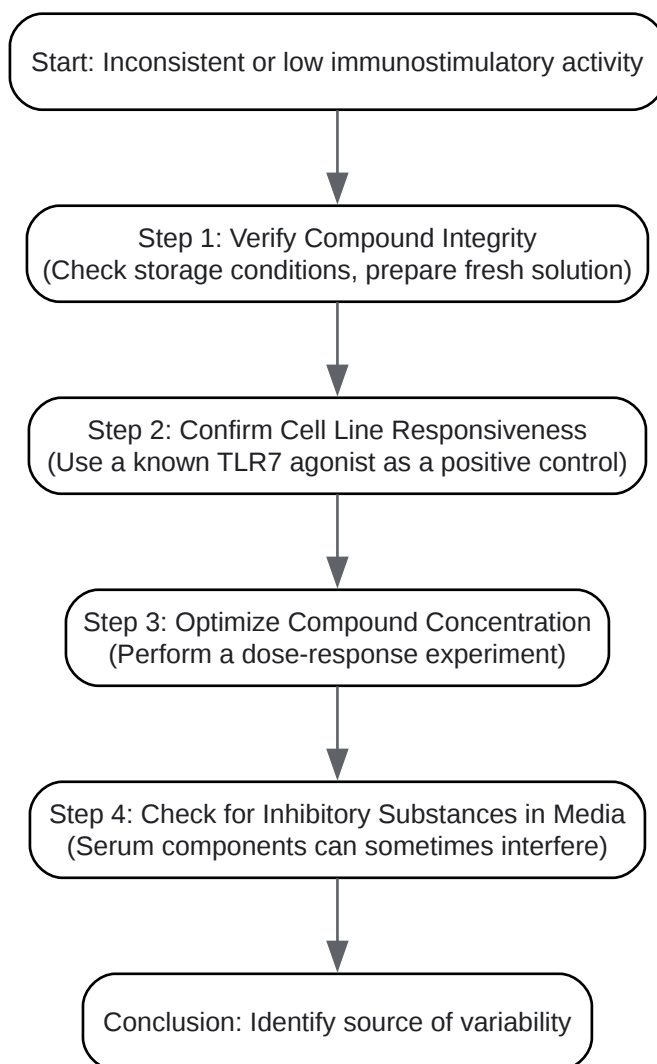 Start: Inconsistent or low immunostimulatory activity
Step 1: Verify Compound Integrity
(Check storage conditions, prepare fresh solution)
Step 2: Confirm Cell Line Responsiveness
(Use a known TLR7 agonist as a positive control)
Step 3: Optimize Compound Concentration
(Perform a dose-response experiment)
Step 4: Check for Inhibitory Substances in Media
(Serum components can sometimes interfere)
Conclusion: Identify source of variability